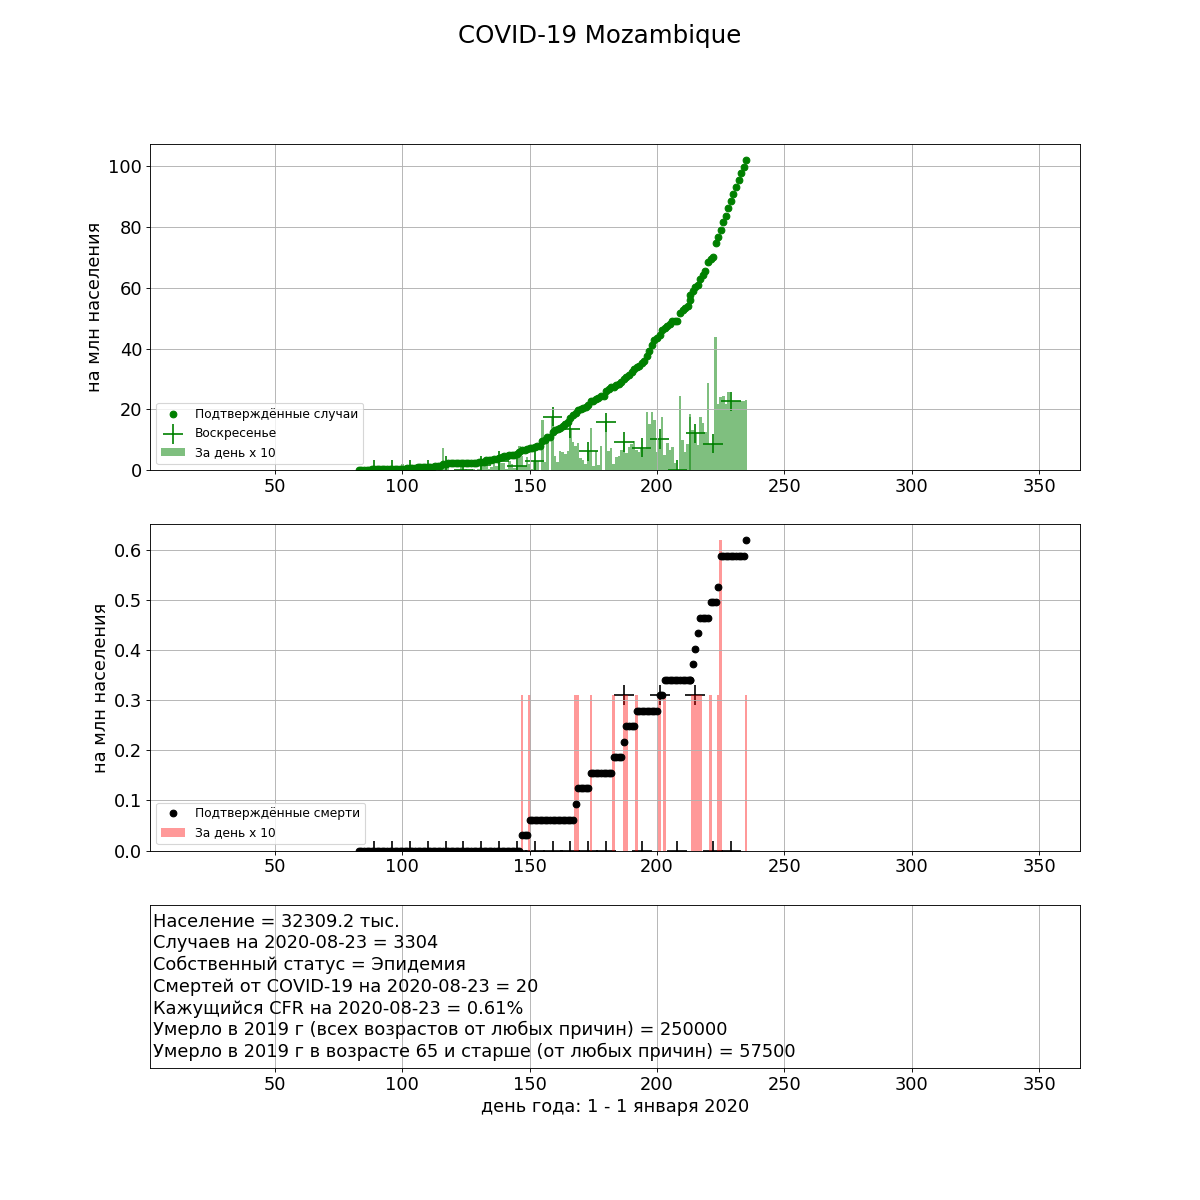 COVID-19 Mozambique
на млн населения
100
80
60
40
20
0
Подтверждённые случаи
Воскресенье
За день x 10
50 100 150 200 250 300 350
на млн населения
0.6
0.5
0.4
0.3
0.2
0.1
0.0
Подтверждённые смерти
За день x 10
50 100 150 200 250 300 350
Население = 32309.2 тыс.
Случаев на 2020-08-23 = 3304
Собственный статус = Эпидемия
Смертей от COVID-19 на 2020-08-23 = 20
Кажущийся CFR на 2020-08-23 = 0.61%
Умерло в 2019 г (всех возрастов от любых причин) = 250000
Умерло в 2019 г в возрасте 65 и старше (от любых причин) = 57500
50 100 150 200 250 300 350
день года: 1 - 1 января 2020